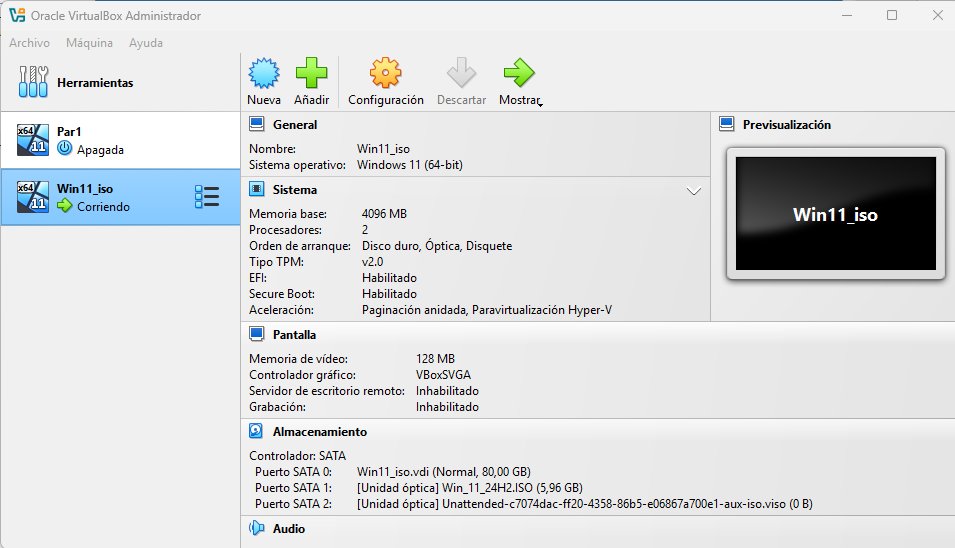 Oracle VirtualBox Administrador
Archivo Máquina Ayuda
Herramientas
x64
11
Par1
Apagada
x64
11
Win11_iso
Corriendo
Nueva Añadir Configuración Descartar Mostrar
General
Nombre: Win11_iso
Sistema operativo: Windows 11 (64-bit)
Sistema
Memoria base: 4096 MB
Procesadores: 2
Orden de arranque: Disco duro, Óptica, Disquete
Tipo TPM: v2.0
EFI: Habilitado
Secure Boot: Habilitado
Aceleración: Paginación anidada, Paravirtualización Hyper-V
Previsualización
Win11_iso
Pantalla
Memoria de vídeo: 128 MB
Controlador gráfico: VBoxSVGA
Servidor de escritorio remoto: Inhabilitado
Grabación: Inhabilitado
Almacenamiento
Controlador: SATA
Puerto SATA 0: Win11_iso.vdi (Normal, 80,00 GB)
Puerto SATA 1: [Unidad óptica] Win_11_24H2.ISO (5,96 GB)
Puerto SATA 2: [Unidad óptica] Unattended-c7074dac-ff20-4358-86b5-e06867a700e1-aux-iso.viso (0 B)
Audio